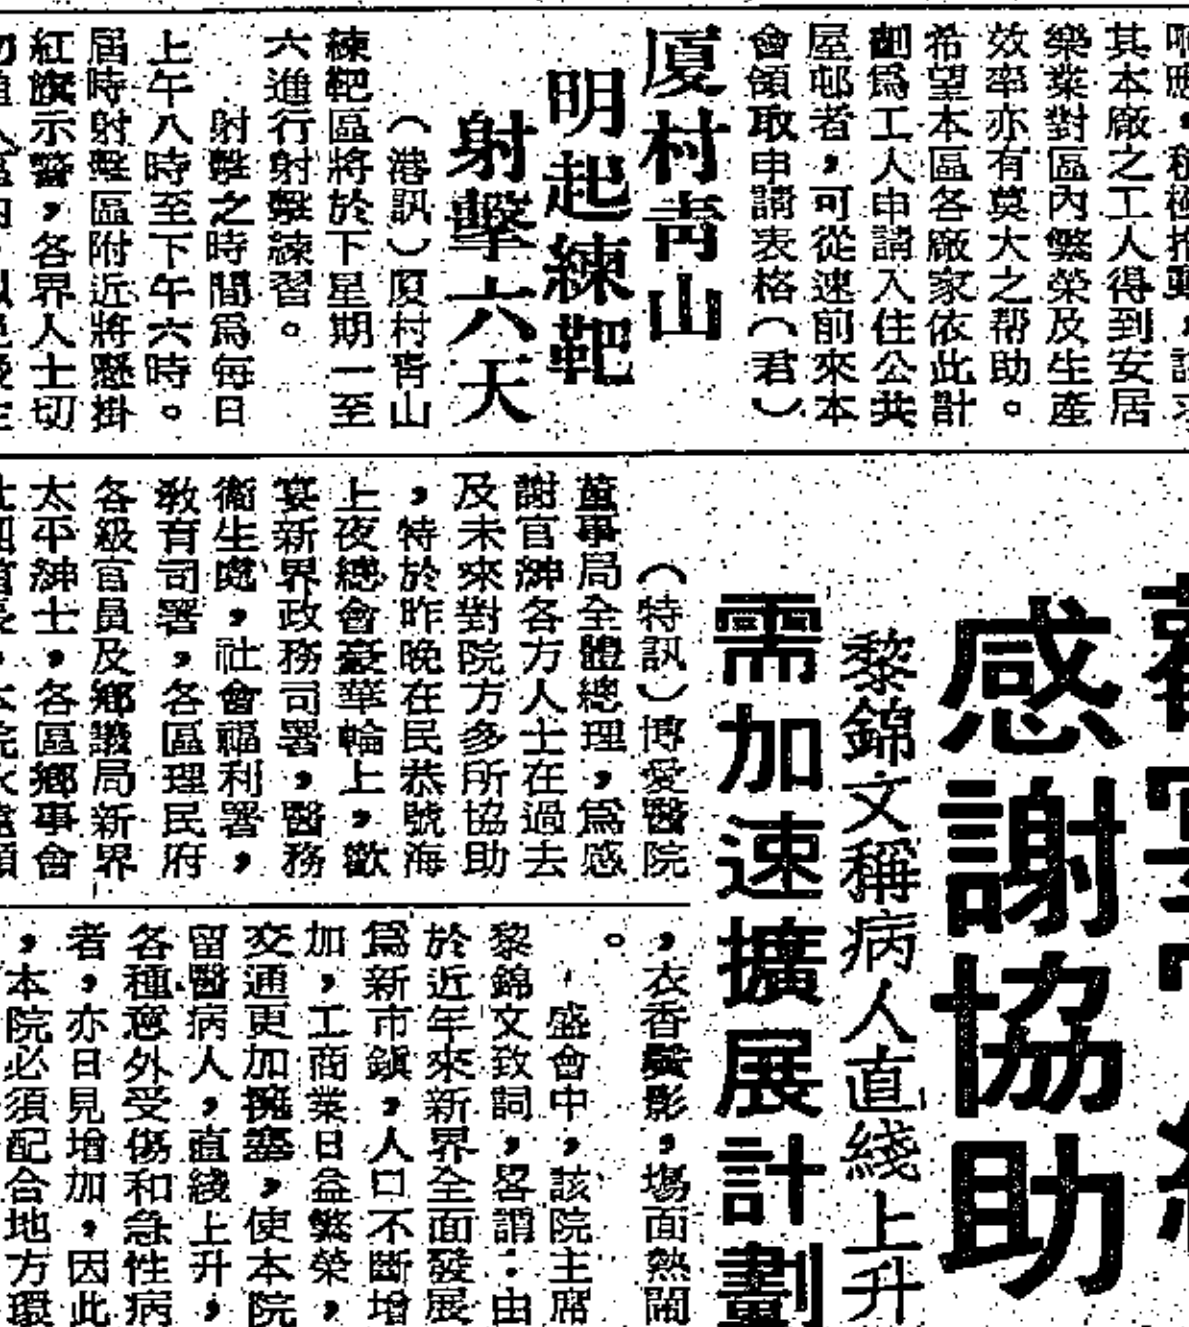 其本廠之工人得到安居
樂業對區內繁榮及生產
效率亦有莫大之幫助。
希望本區各廠家依此計
劃爲工人申請入住公共
屋邨者，可從速前來本
會領取申請表格（君）
厦村靑山
明起練靶
射擊六天
（港訊）厦村靑山
練靶區將於下星期一至
六進行射擊練習。
射擊之時間爲每日
上午八時至下午六時。
屆時射擊區附近將懸掛
紅旗示警，各界人士切
感謝協助
黎錦文稱病人直綫上升
需加速擴展計劃
（特訊）博愛醫院
董事局全體總理，爲感
謝官紳各方人士在過去
及未來對院方多所協助
，特於昨晚在民恭號海
上夜總會豪華輪上，歡
宴新界政務司署，醫務
衞生處，社會福利署，
敎育司署，各區理民府
各級官員及鄉議局新界
太平紳士，各區鄉事會
，衣香鬢影，場面熱鬧
。
盛會中，該院主席
黎錦文致詞，畧謂：由
於近年來新界全面發展
爲新市鎭，人口不斷增
加，工商業日益繁榮，
交通更加擁塞，使本院
留醫病人，直綫上升，
各種意外受傷和急性病
者，亦日見增加，因此
，本院必須配合地方環